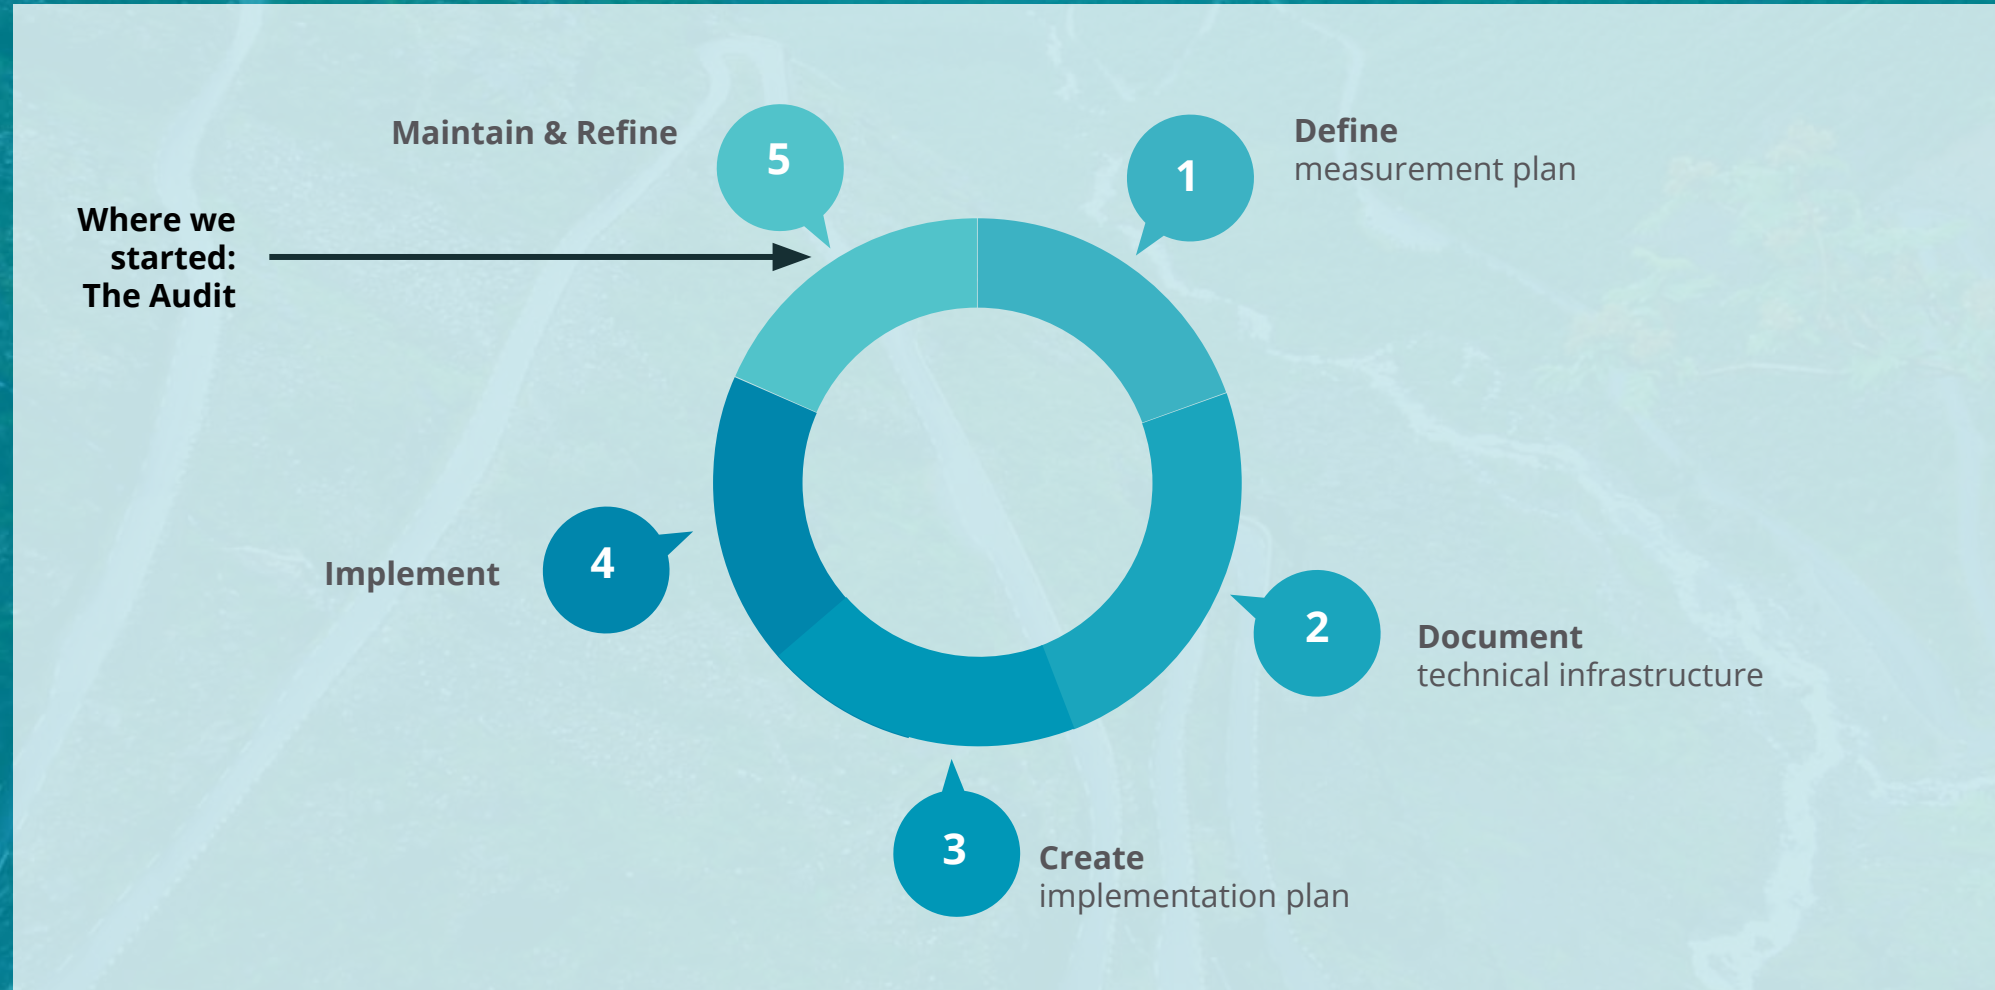 Maintain & Refine
5
1
Define
measurement plan
Where we
started:
The Audit
4
Implement
2
Document
technical infrastructure
3
Create
implementation plan